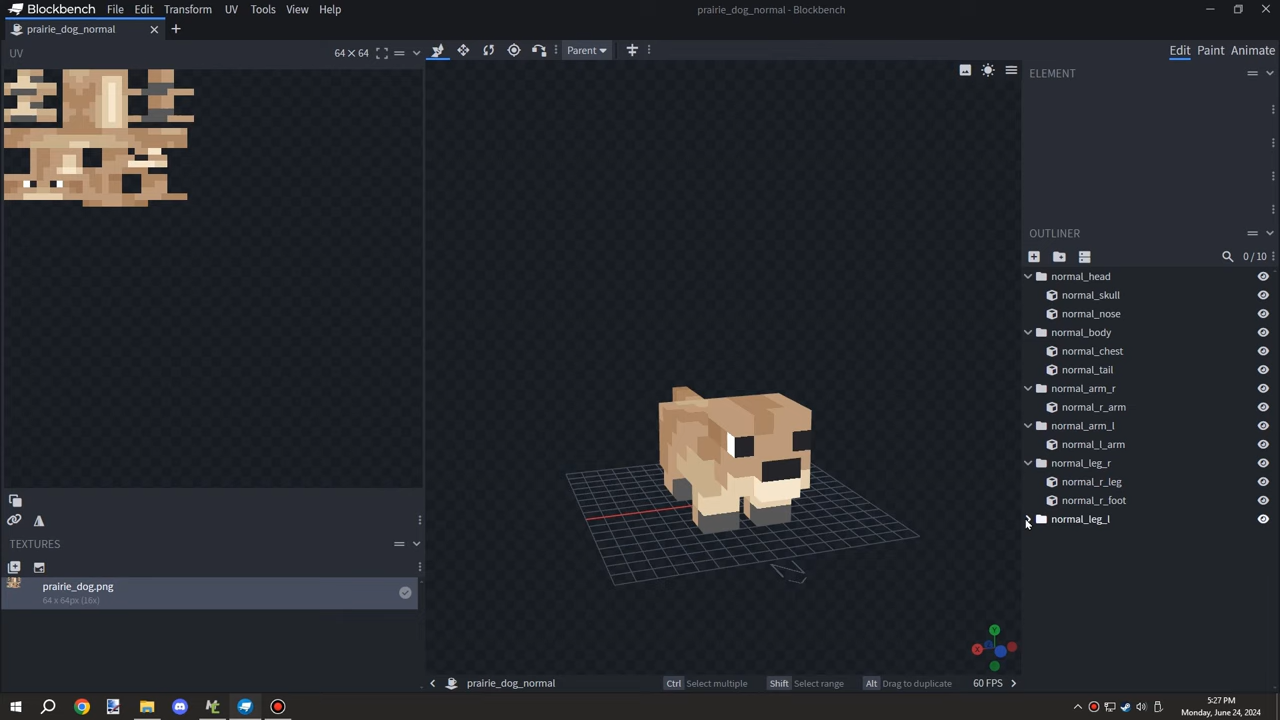 Blockbench File Edit Transform UV Tools View Help prairie_dog_normal - Blockbench
prairie_dog_normal
UV 64 × 64 Parent Edit Paint Animate
ELEMENT
OUTLINER
0 / 10
normal_head
normal_skull
normal_nose
normal_body
normal_chest
normal_tail
normal_arm_r
normal_r_arm
normal_arm_l
normal_l_arm
normal_leg_r
normal_r_leg
normal_r_foot
normal_leg_l
TEXTURES
prairie_dog.png
64 x 64px (16x)
prairie_dog_normal Ctrl Select multiple Shift Select range Alt Drag to duplicate 60 FPS
5:27 PM
Monday, June 24, 2024